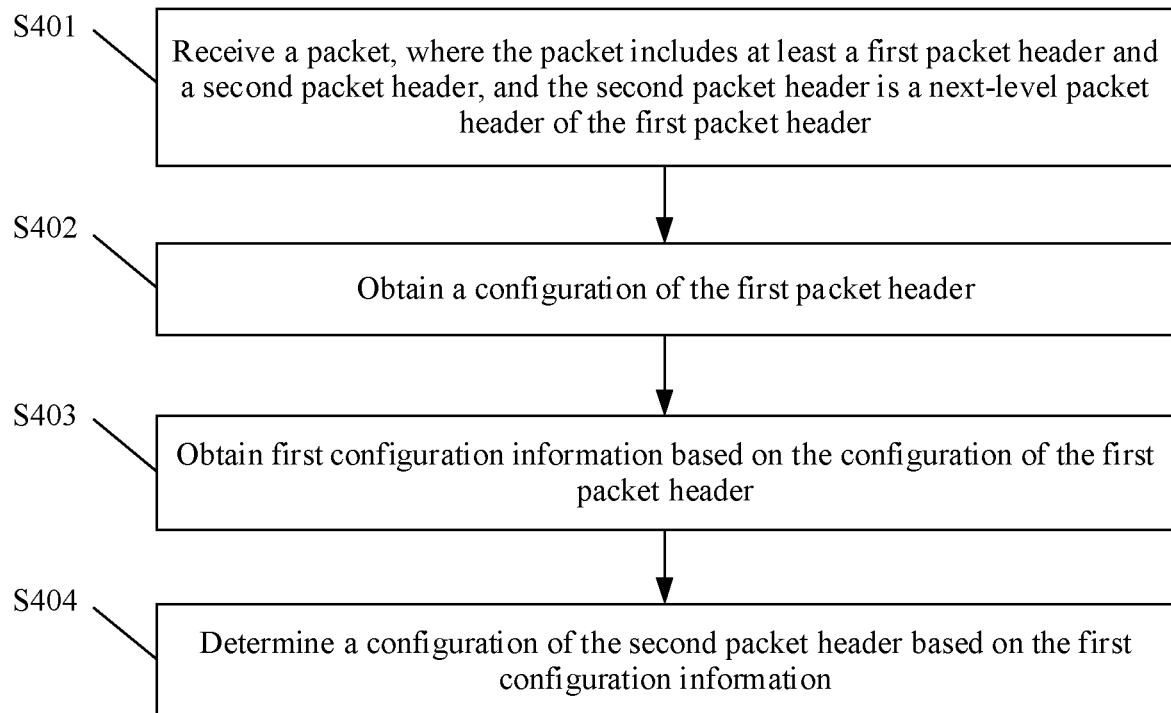 S401
Receive a packet, where the packet includes at least a first packet header and
a second packet header, and the second packet header is a next-level packet
header of the first packet header
S402
Obtain a configuration of the first packet header
S403
Obtain first configuration information based on the configuration of the first
packet header
S404
Determine a configuration of the second packet header based on the first
configuration information